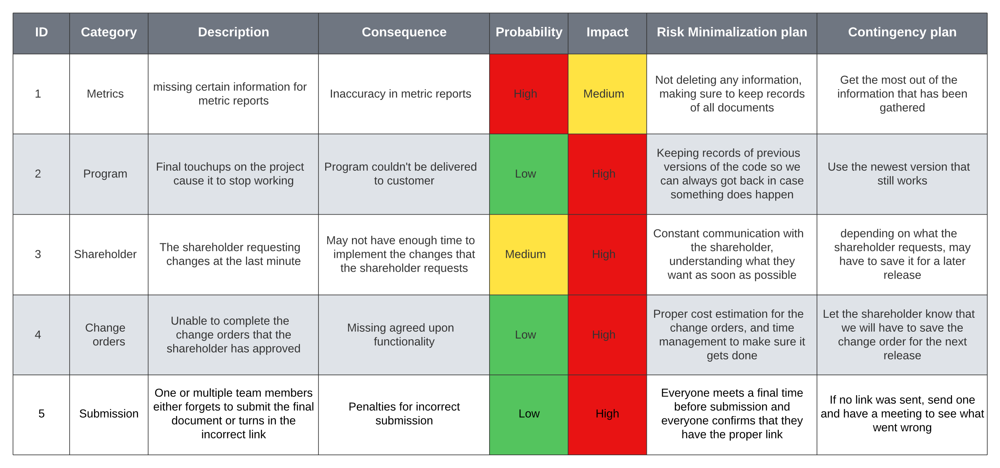 ID
Category
Description
Consequence
Probability
Impact
Risk Minimalization plan
Contingency plan
1
Metrics
missing certain information for
metric reports
Inaccuracy in metric reports
High
Medium
Not deleting any information,
making sure to keep records
of all documents
Get the most out of the
information that has been
gathered
2
Program
Final touchups on the project
cause it to stop working
Program couldn't be delivered
to customer
Low
High
Keeping records of previous
versions of the code so we
can always got back in case
something does happen
Use the newest version that
still works
3
Shareholder
The shareholder requesting
changes at the last minute
May not have enough time to
implement the changes that
the shareholder requests
Medium
High
Constant communication with
the shareholder,
understanding what they
want as soon as possible
depending on what the
shareholder requests, may
have to save it for a later
release
4
Change
orders
Unable to complete the
change orders that the
shareholder has approved
Missing agreed upon
functionality
Low
High
Proper cost estimation for the
change orders, and time
management to make sure it
gets done
Let the shareholder know that
we will have to save the
change order for the next
release
5
Submission
One or multiple team members
either forgets to submit the final
document or turns in the
incorrect link
Penalties for incorrect
submission
Low
High
Everyone meets a final time
before submission and
everyone confirms that they
have the proper link
If no link was sent, send one
and have a meeting to see what
went wrong